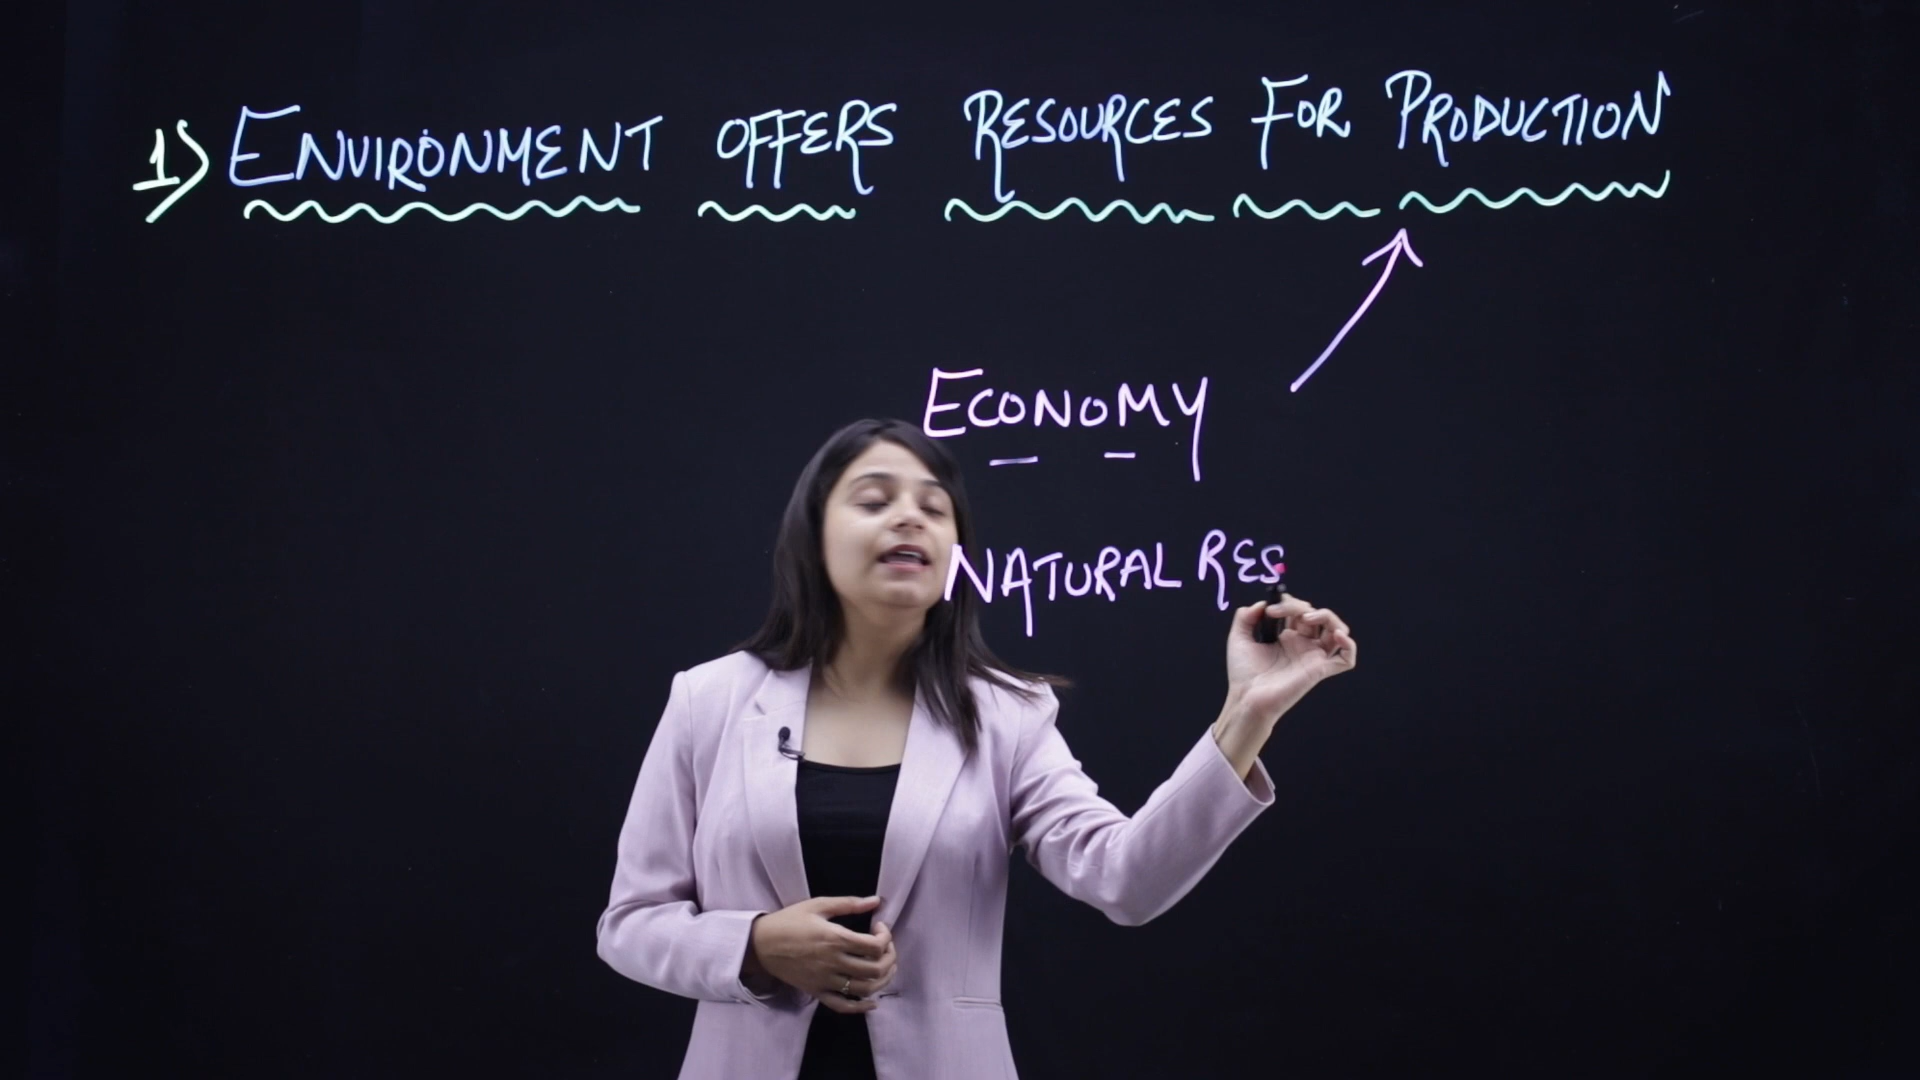 1) ENVIRONMENT OFFERS RESOURCES FOR PRODUCTION
ECONOMY
NATURAL RES